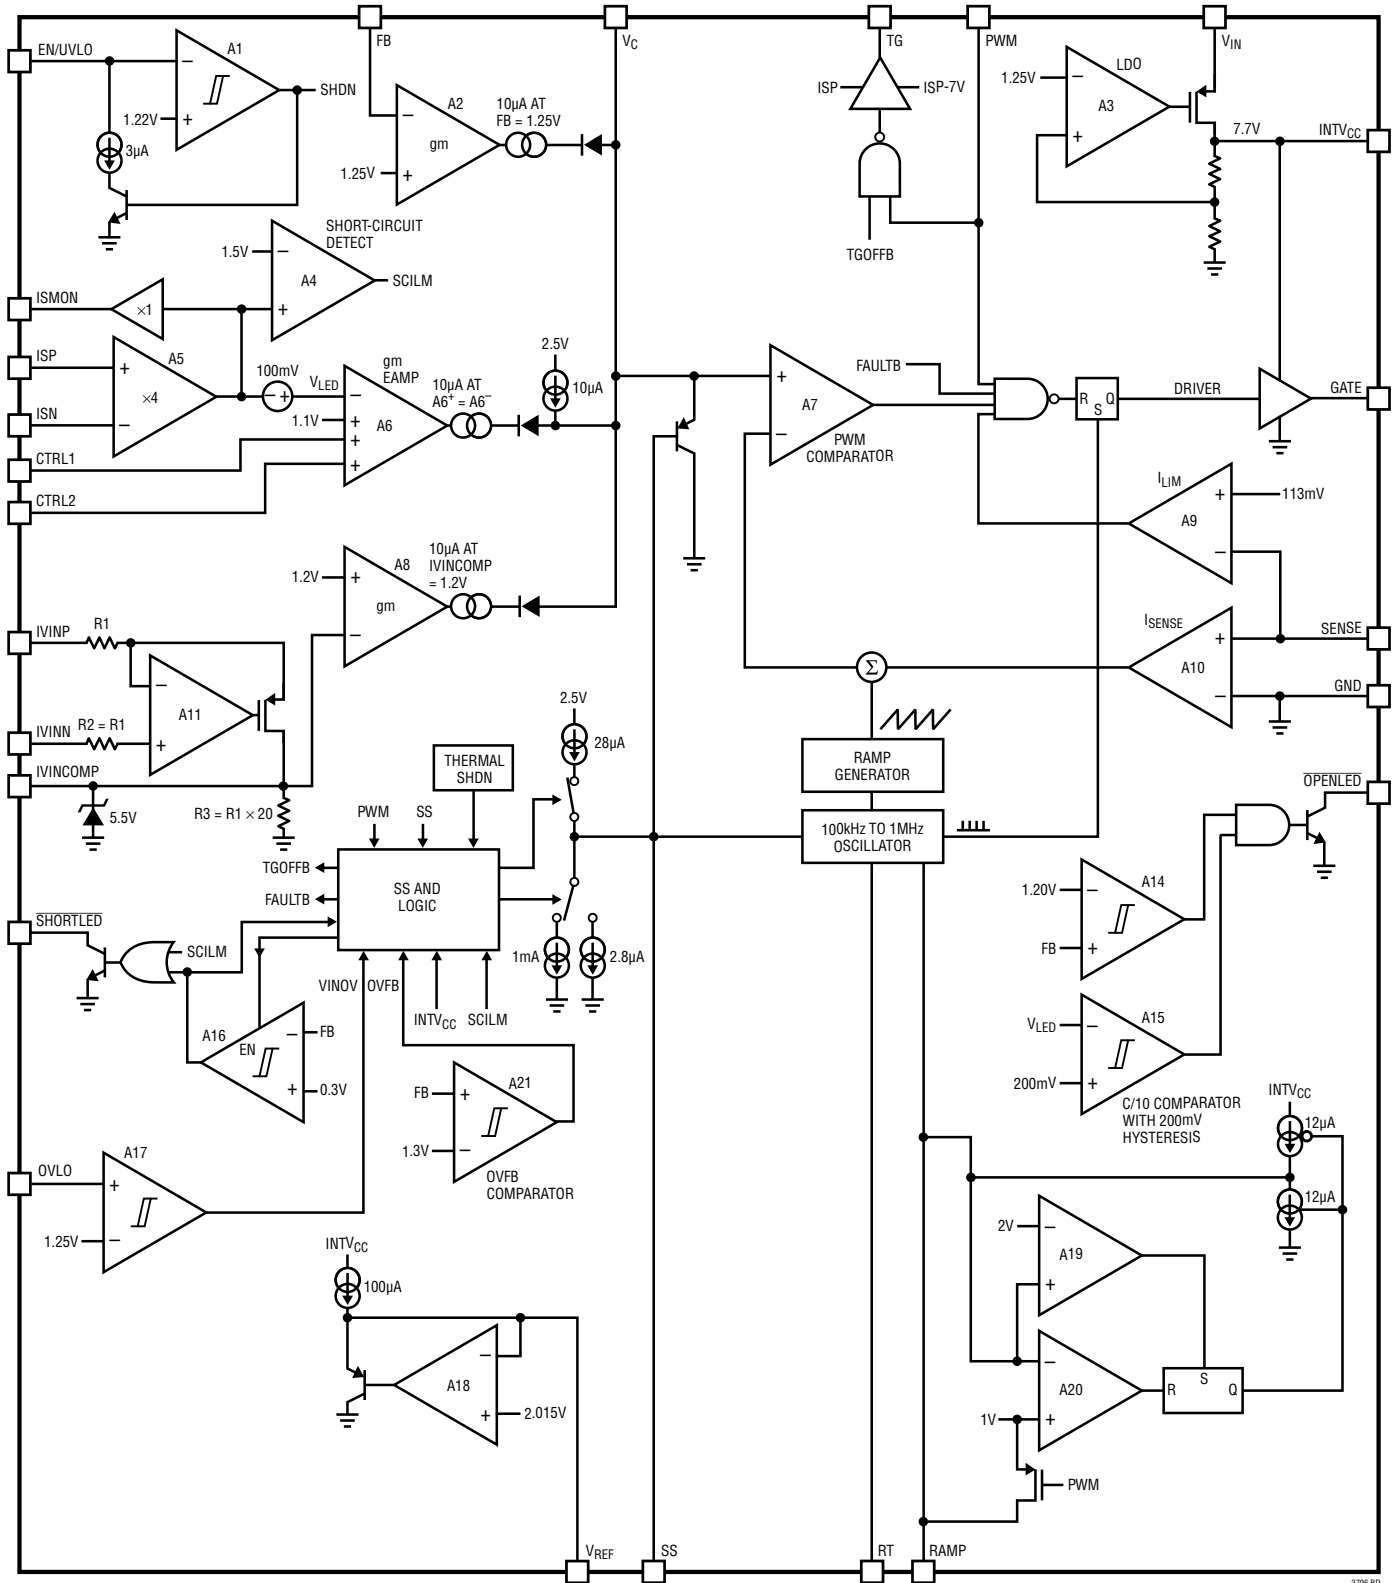 FB
VC
TG
PWM
VIN
EN/UVLO
A1
−
+
1.22V
SHDN
3µA
A2
−
gm
+
1.25V
10µA AT
FB = 1.25V
ISP
ISP-7V
TGOFFB
LDO
1.25V
−
A3
+
7.7V
INTVCC
SHORT-CIRCUIT
DETECT
1.5V
−
A4
+
SCILM
ISMON
×1
ISP
+
A5
×4
ISN
−
100mV
− +
VLED
gm
EAMP
−
1.1V
+
A6
+
+
10µA AT
A6+ = A6−
2.5V
10µA
CTRL1
CTRL2
+
A7
−
PWM
COMPARATOR
FAULTB
R
S
Q
DRIVER
GATE
ILIM
+
113mV
A9
−
ISENSE
+
A10
−
SENSE
GND
A8
1.2V
+
gm
−
10µA AT
IVINCOMP
= 1.2V
IVINP
R1
−
A11
+
IVINN
R2 = R1
IVINCOMP
5.5V
R3 = R1 × 20
Σ
RAMP
GENERATOR
100kHz TO 1MHz
OSCILLATOR
2.5V
28µA
THERMAL
SHDN
PWM
SS
TGOFFB
FAULTB
SS AND
LOGIC
1mA
2.8µA
VINOV
OVFB
INTVCC
SCILM
SHORTLED
SCILM
A16
EN
−
FB
+
0.3V
OPENLED
1.20V
−
A14
FB
+
VLED
−
A15
200mV
+
C/10 COMPARATOR
WITH 200mV
HYSTERESIS
FB
+
A21
1.3V
−
OVFB
COMPARATOR
OVLO
A17
+
1.25V
−
INTVCC
12µA
12µA
2V
−
A19
+
−
A20
1V
+
R
S
Q
PWM
INTVCC
100µA
−
A18
+
2.015V
VREF
SS
RT
RAMP
3796 BD